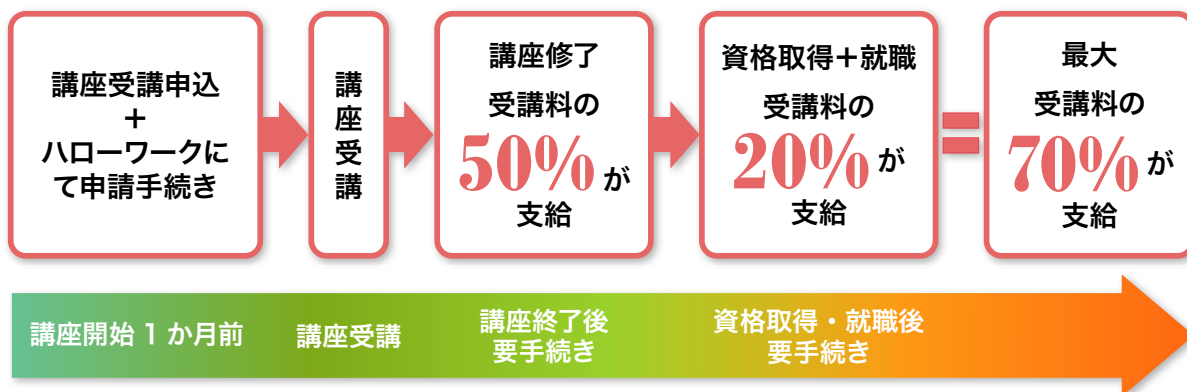 講座受講申込
＋
ハローワークに
て申請手続き
講座受講
講座修了
受講料の
50%が
支給
資格取得＋就職
受講料の
20%が
支給
最大
受講料の
70%が
支給
講座開始 1 か月前
講座受講
講座終了後
要手続き
資格取得・就職後
要手続き